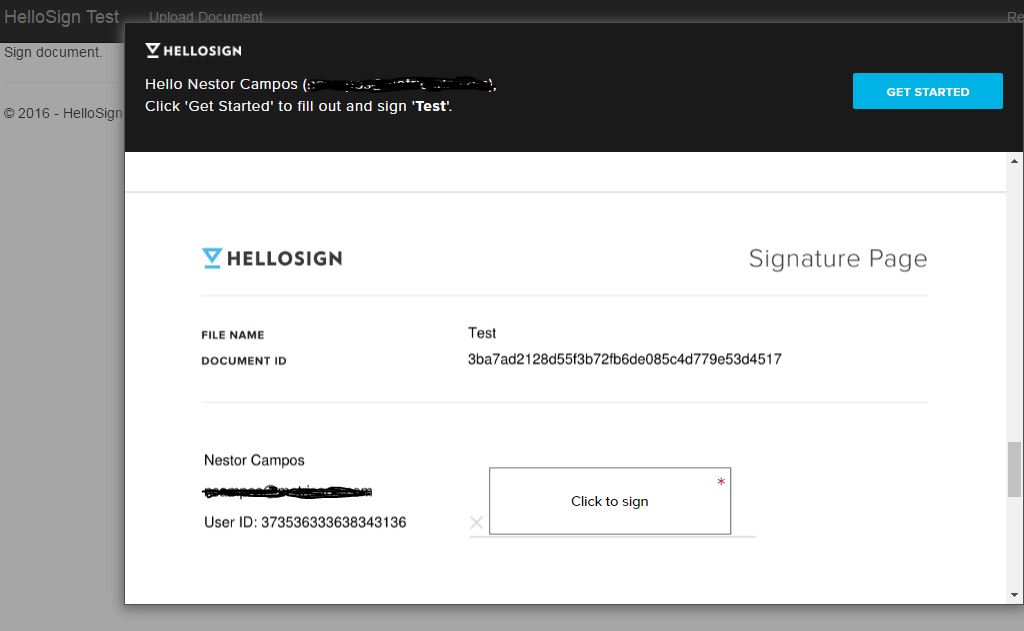 HelloSign Test Upload Document Re
Sign document.
© 2016 - HelloSign
HELLOSIGN
Hello Nestor Campos (
Click 'Get Started' to fill out and sign 'Test'.
GET STARTED
HELLOSIGN
Signature Page
FILE NAME Test
DOCUMENT ID 3ba7ad2128d55f3b72fb6de085c4d779e53d4517
Nestor Campos
User ID: 373536333638343136
Click to sign *